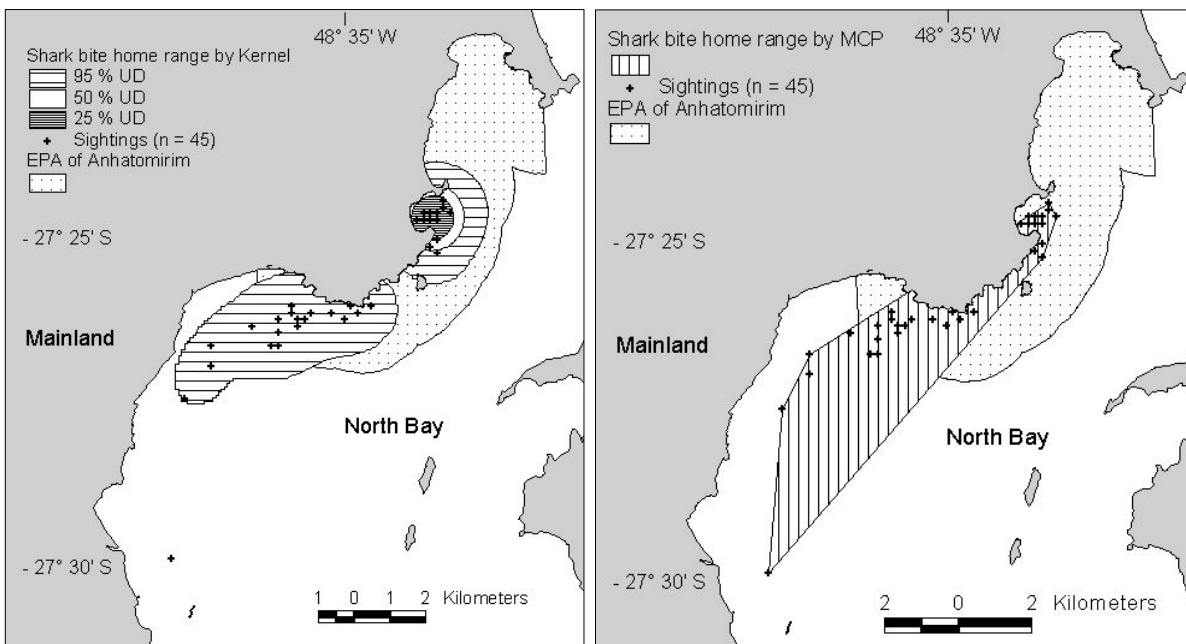 48° 35' W
Shark bite home range by Kernel
95 % UD
50 % UD
25 % UD
Sightings (n = 45)
EPA of Anhatomirim
- 27° 25' S
Mainland
North Bay
- 27° 30' S
1 0 1 2 Kilometers
48° 35' W
Shark bite home range by MCP
Sightings (n = 45)
EPA of Anhatomirim
- 27° 25' S
Mainland
North Bay
- 27° 30' S
2 0 2 Kilometers